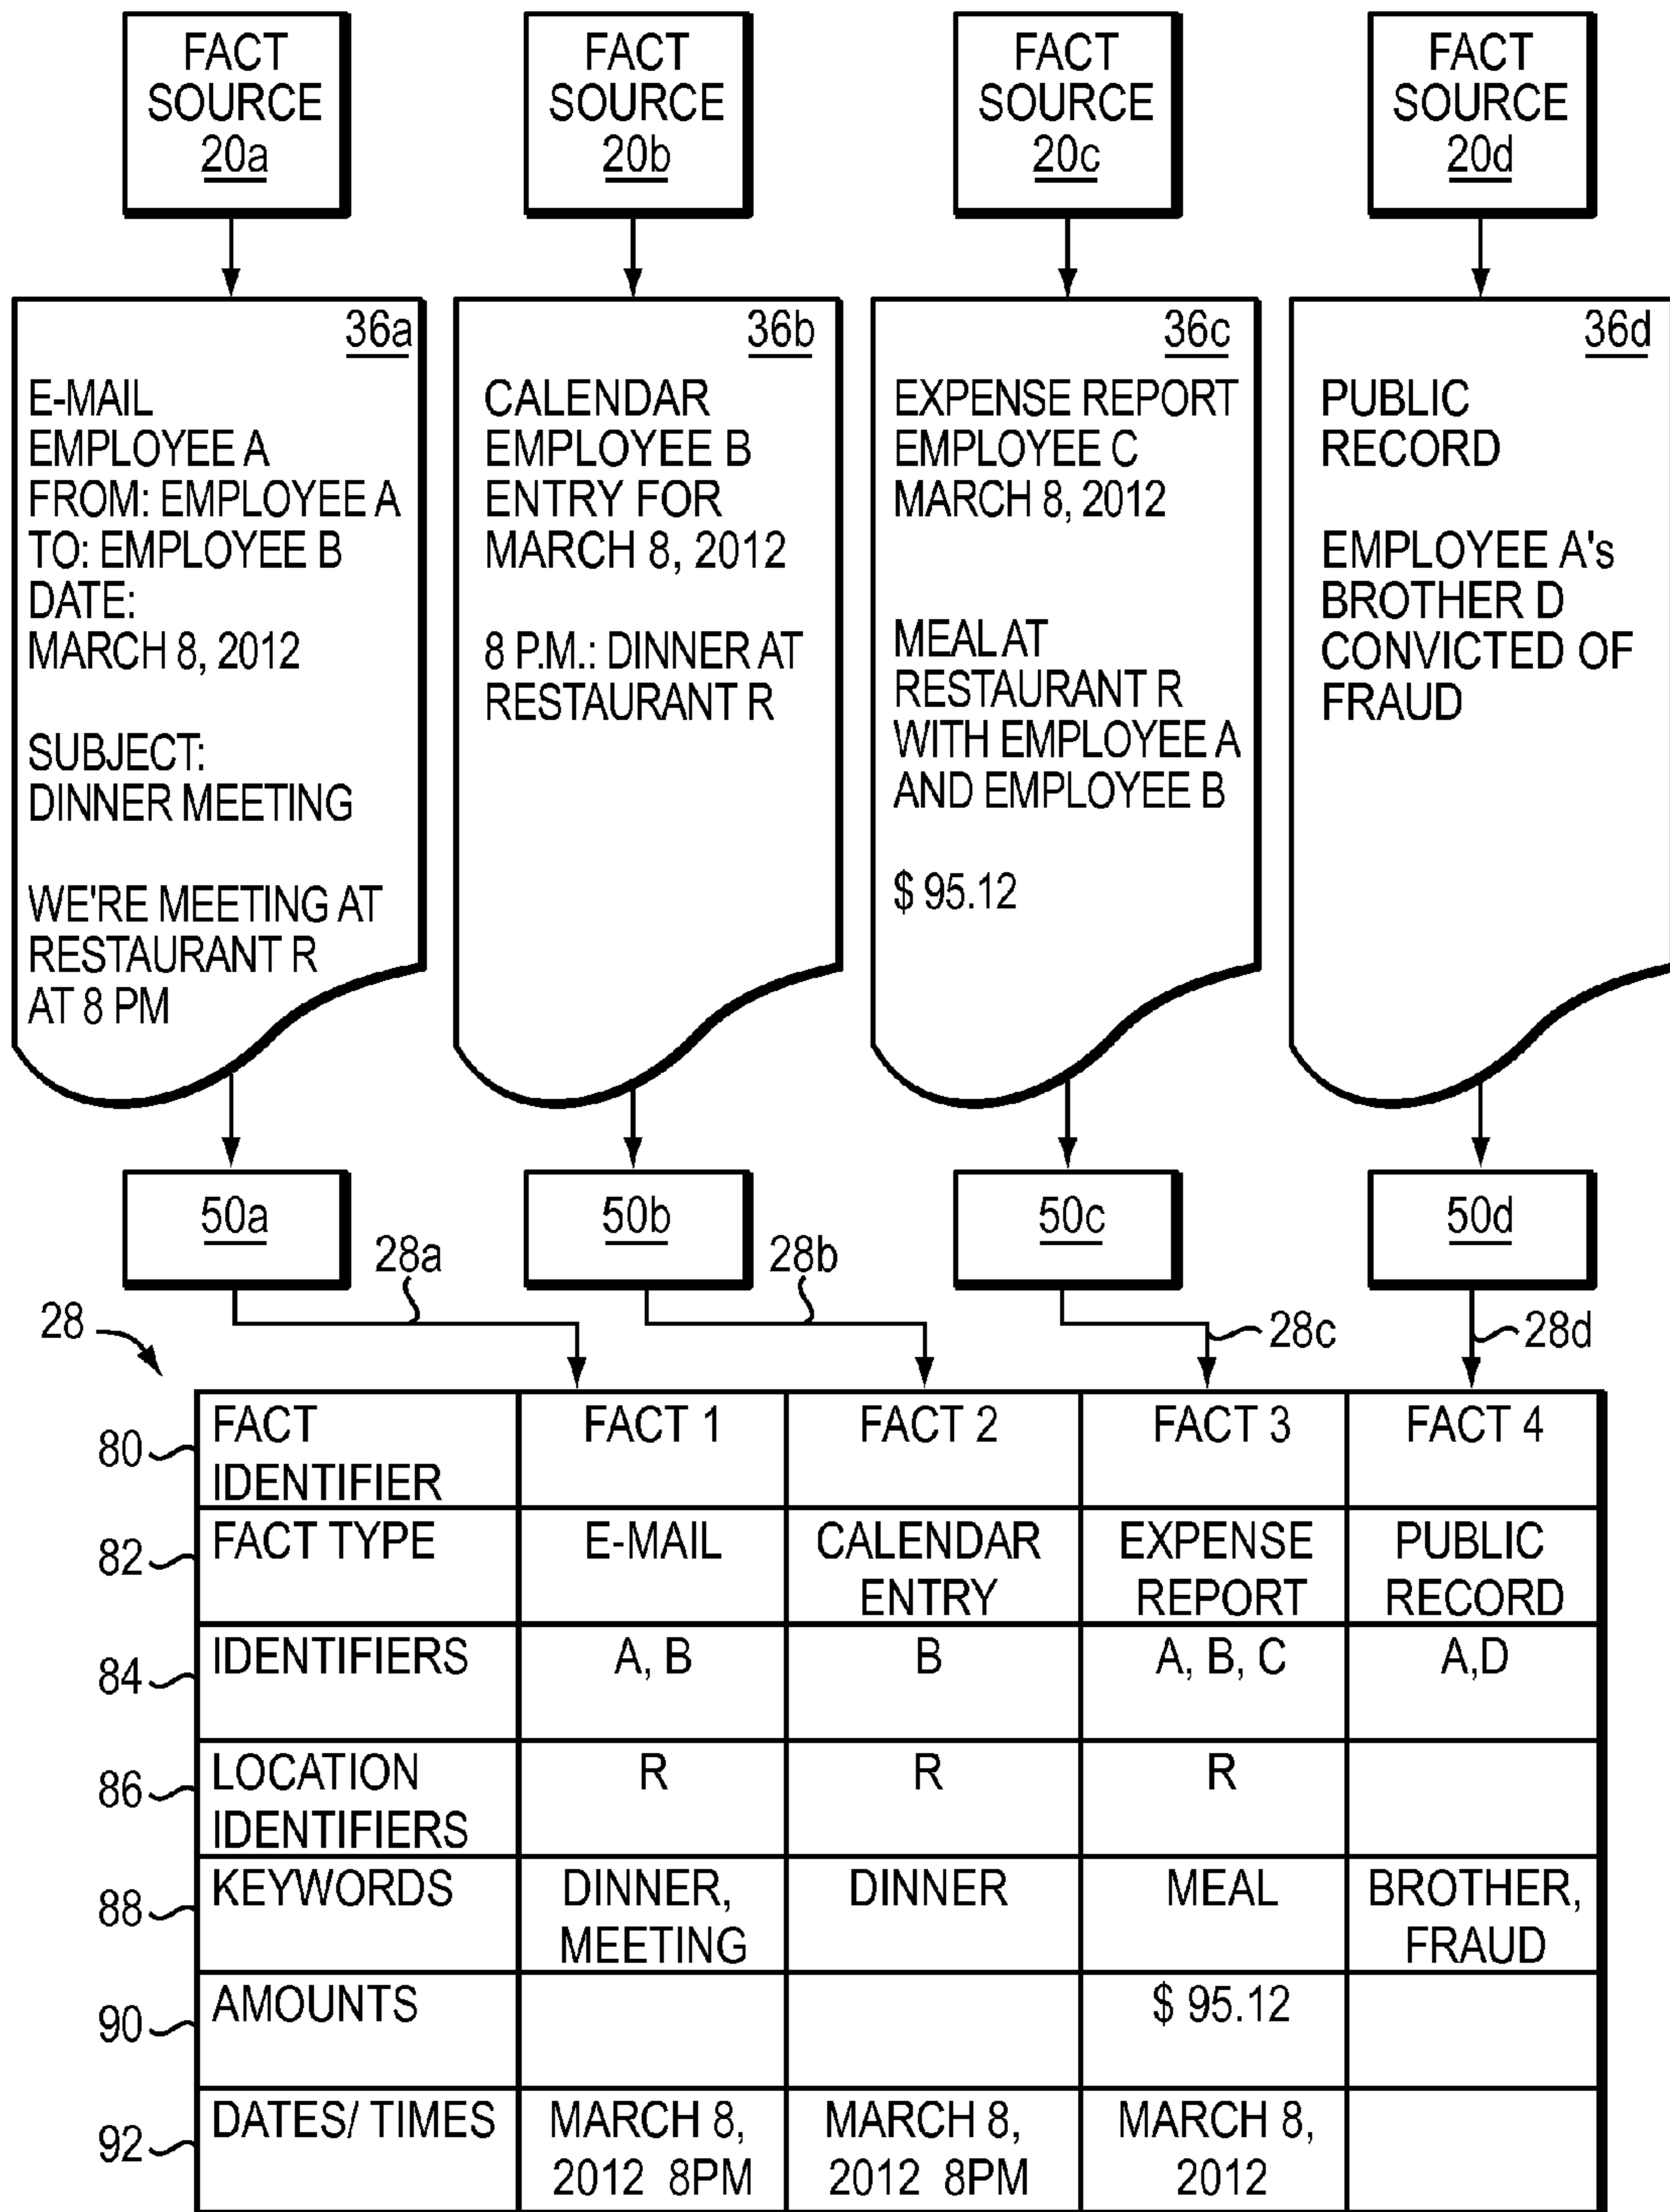 FACT
SOURCE
20a
FACT
SOURCE
20b
FACT
SOURCE
20c
FACT
SOURCE
20d
36a
E-MAIL
EMPLOYEE A
FROM: EMPLOYEE A
TO: EMPLOYEE B
DATE:
MARCH 8, 2012
SUBJECT:
DINNER MEETING
WE'RE MEETING AT
RESTAURANT R
AT 8 PM
36b
CALENDAR
EMPLOYEE B
ENTRY FOR
MARCH 8, 2012
8 P.M.: DINNER AT
RESTAURANT R
36c
EXPENSE REPORT
EMPLOYEE C
MARCH 8, 2012
MEAL AT
RESTAURANT R
WITH EMPLOYEE A
AND EMPLOYEE B
$ 95.12
36d
PUBLIC
RECORD
EMPLOYEE A's
BROTHER D
CONVICTED OF
FRAUD
50a
50b
50c
50d
28a
28b
28c
28d
28
80
FACT
IDENTIFIER
FACT 1
FACT 2
FACT 3
FACT 4
82
FACT TYPE
E-MAIL
CALENDAR
ENTRY
EXPENSE
REPORT
PUBLIC
RECORD
84
IDENTIFIERS
A, B
B
A, B, C
A,D
86
LOCATION
IDENTIFIERS
R
R
R
88
KEYWORDS
DINNER,
MEETING
DINNER
MEAL
BROTHER,
FRAUD
90
AMOUNTS
$ 95.12
92
DATES/ TIMES
MARCH 8,
2012 8PM
MARCH 8,
2012 8PM
MARCH 8,
2012